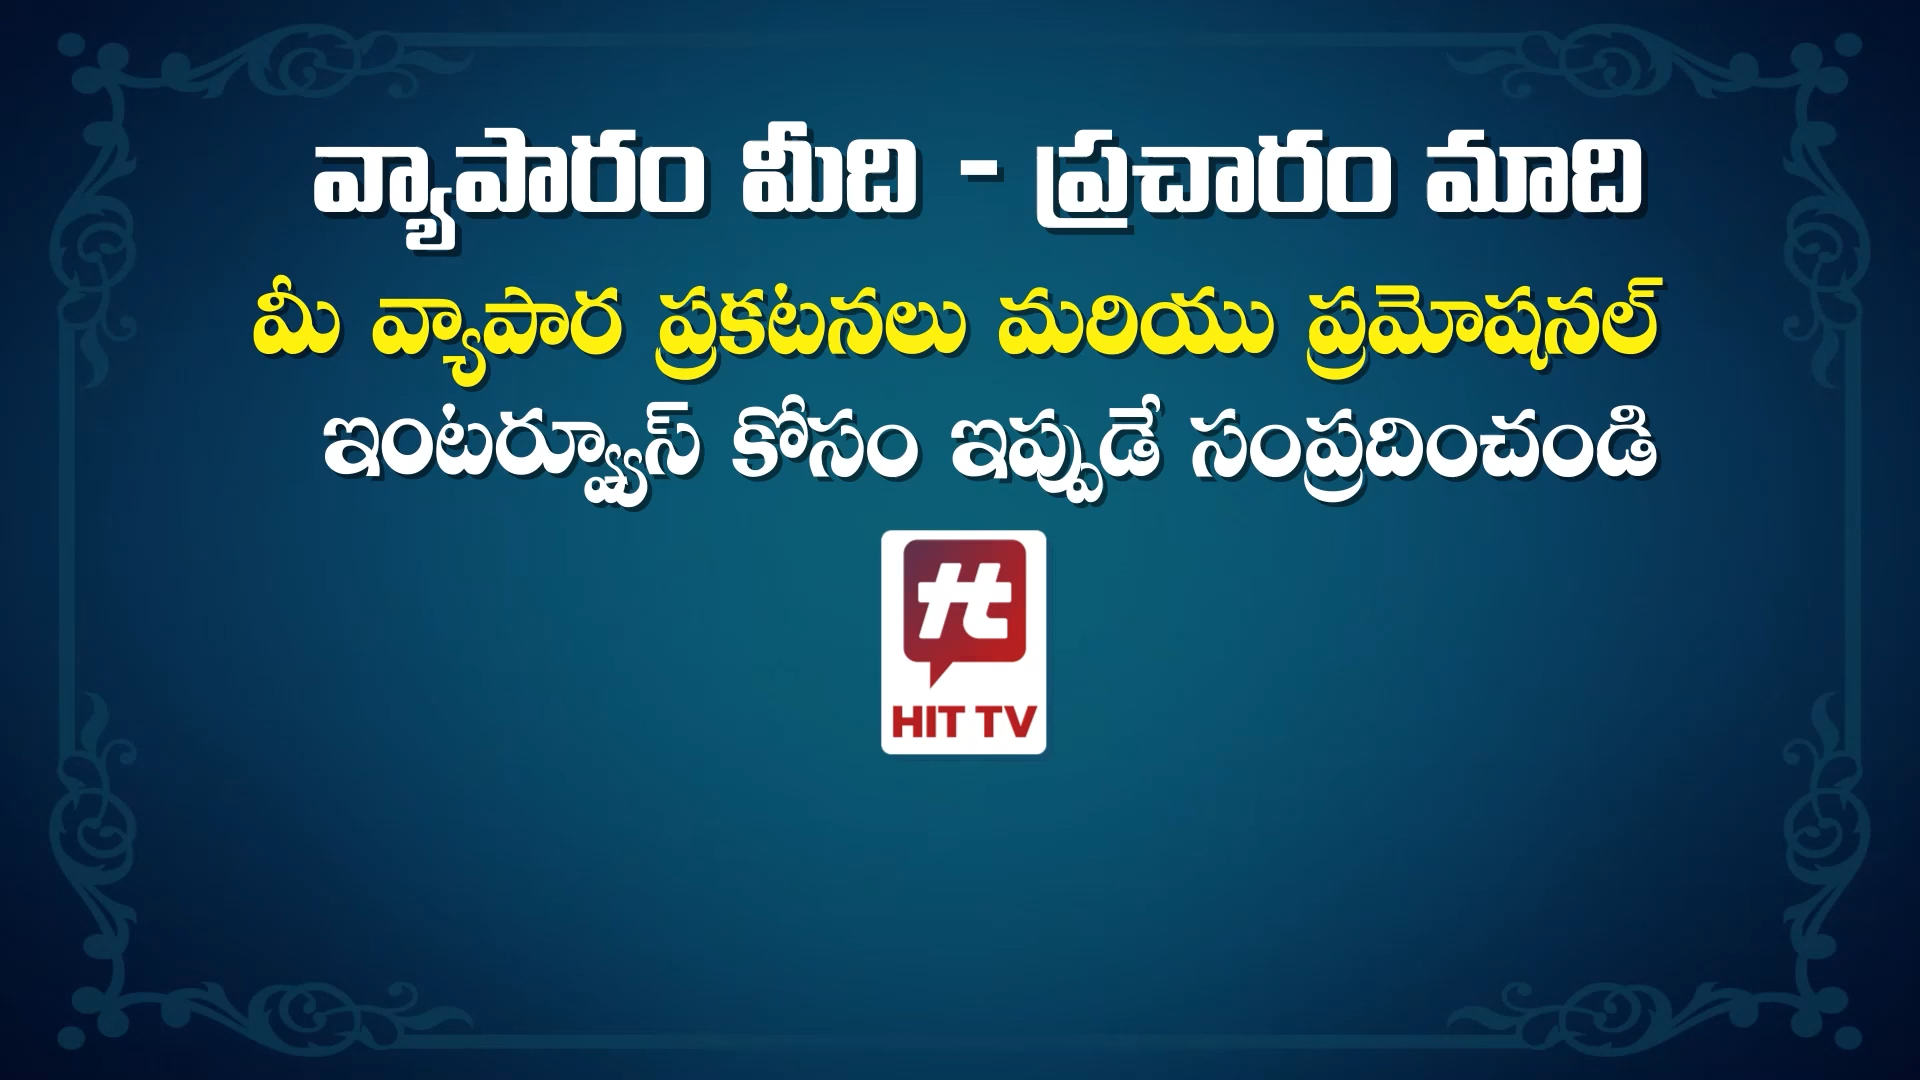 వ్యాపారం మీది - ప్రచారం మాది
మీ వ్యాపార ప్రకటనలు మరియు ప్రమోషనల్
ఇంటర్వ్యూస్ కోసం ఇప్పుడే సంప్రదించండి
HIT TV